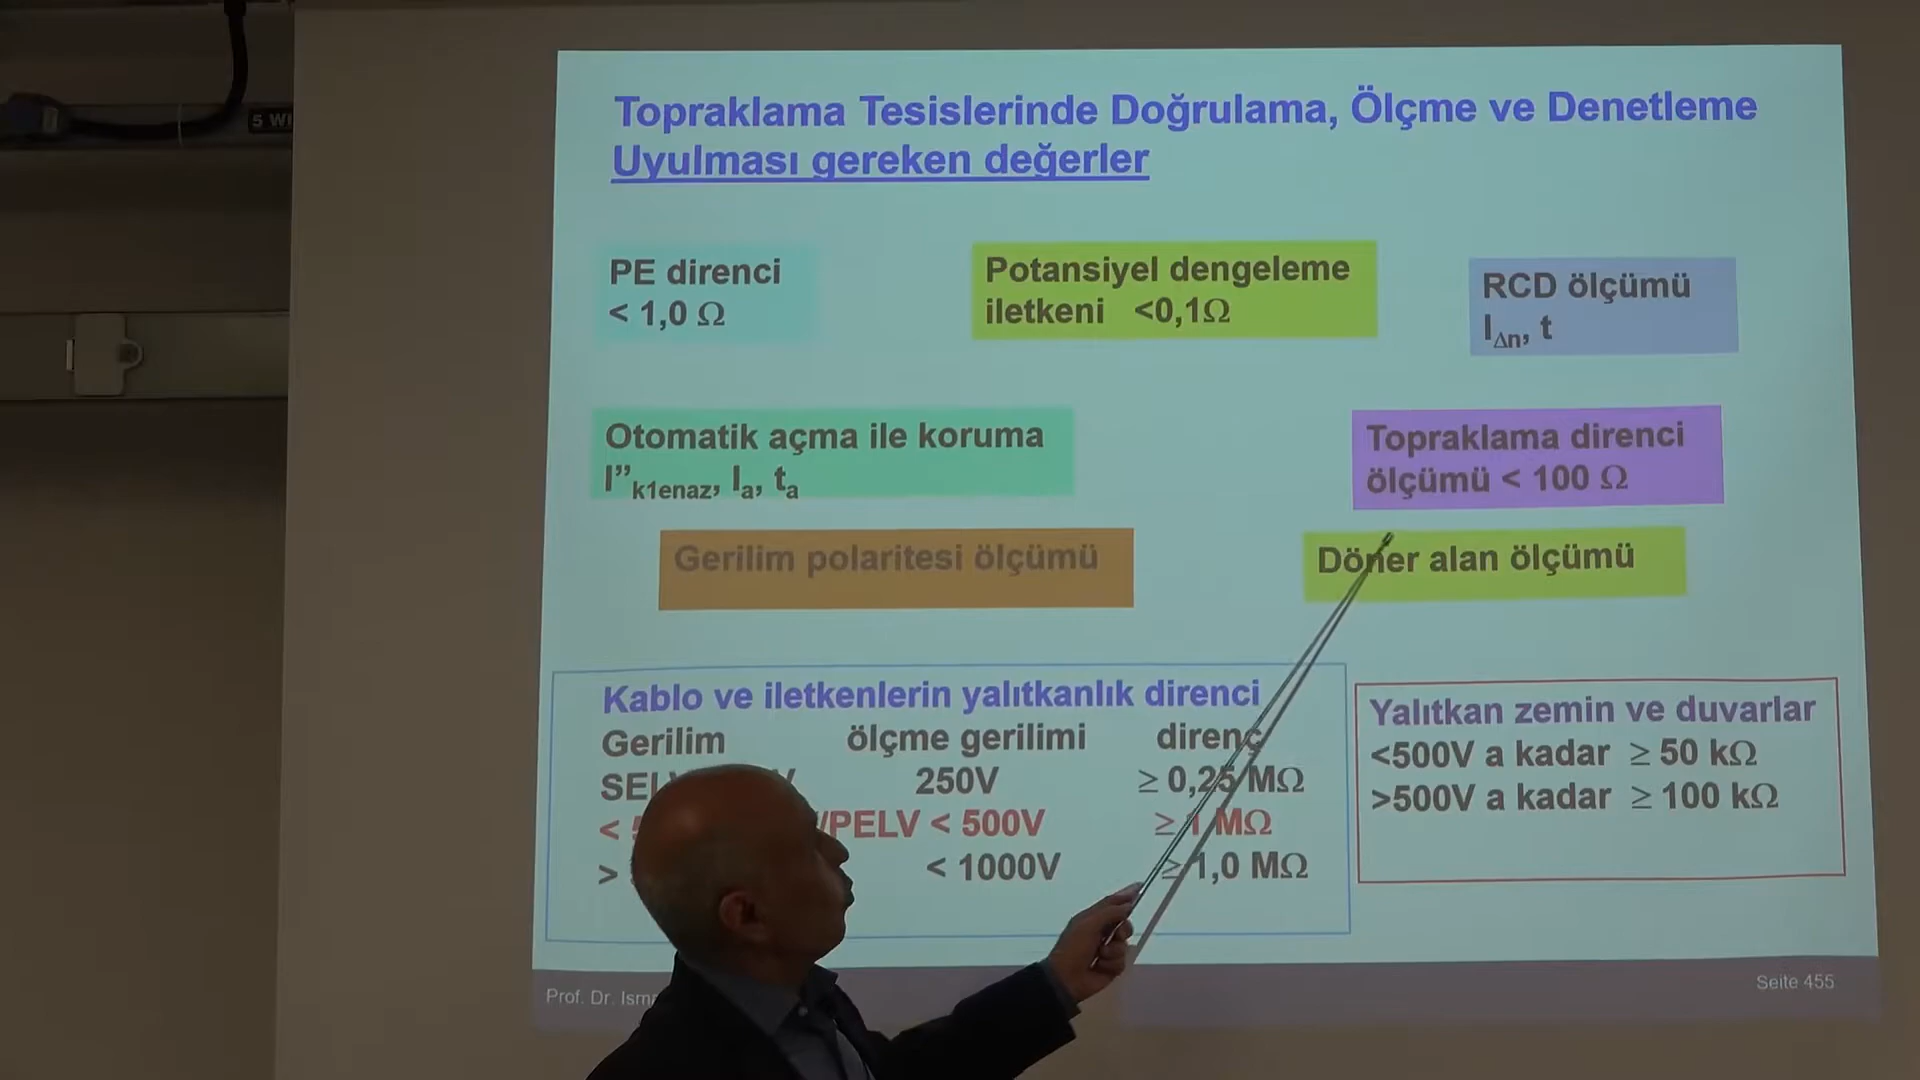 5 WI
Topraklama Tesislerinde Doğrulama, Ölçme ve Denetleme
Uyulması gereken değerler
PE direnci
< 1,0 Ω
Potansiyel dengeleme
iletkeni <0,1Ω
RCD ölçümü
IΔn, t
Otomatik açma ile koruma
I”k1enaz, Ia, ta
Topraklama direnci
ölçümü < 100 Ω
Gerilim polaritesi ölçümü
Döner alan ölçümü
Kablo ve iletkenlerin yalıtkanlık direnci
Gerilim ölçme gerilimi direnç
250V ≥ 0,25 MΩ
< /PELV < 500V ≥ 1 MΩ
> < 1000V ≥ 1,0 MΩ
Yalıtkan zemin ve duvarlar
<500V a kadar ≥ 50 kΩ
>500V a kadar ≥ 100 kΩ
Prof. Dr.
Seite 455